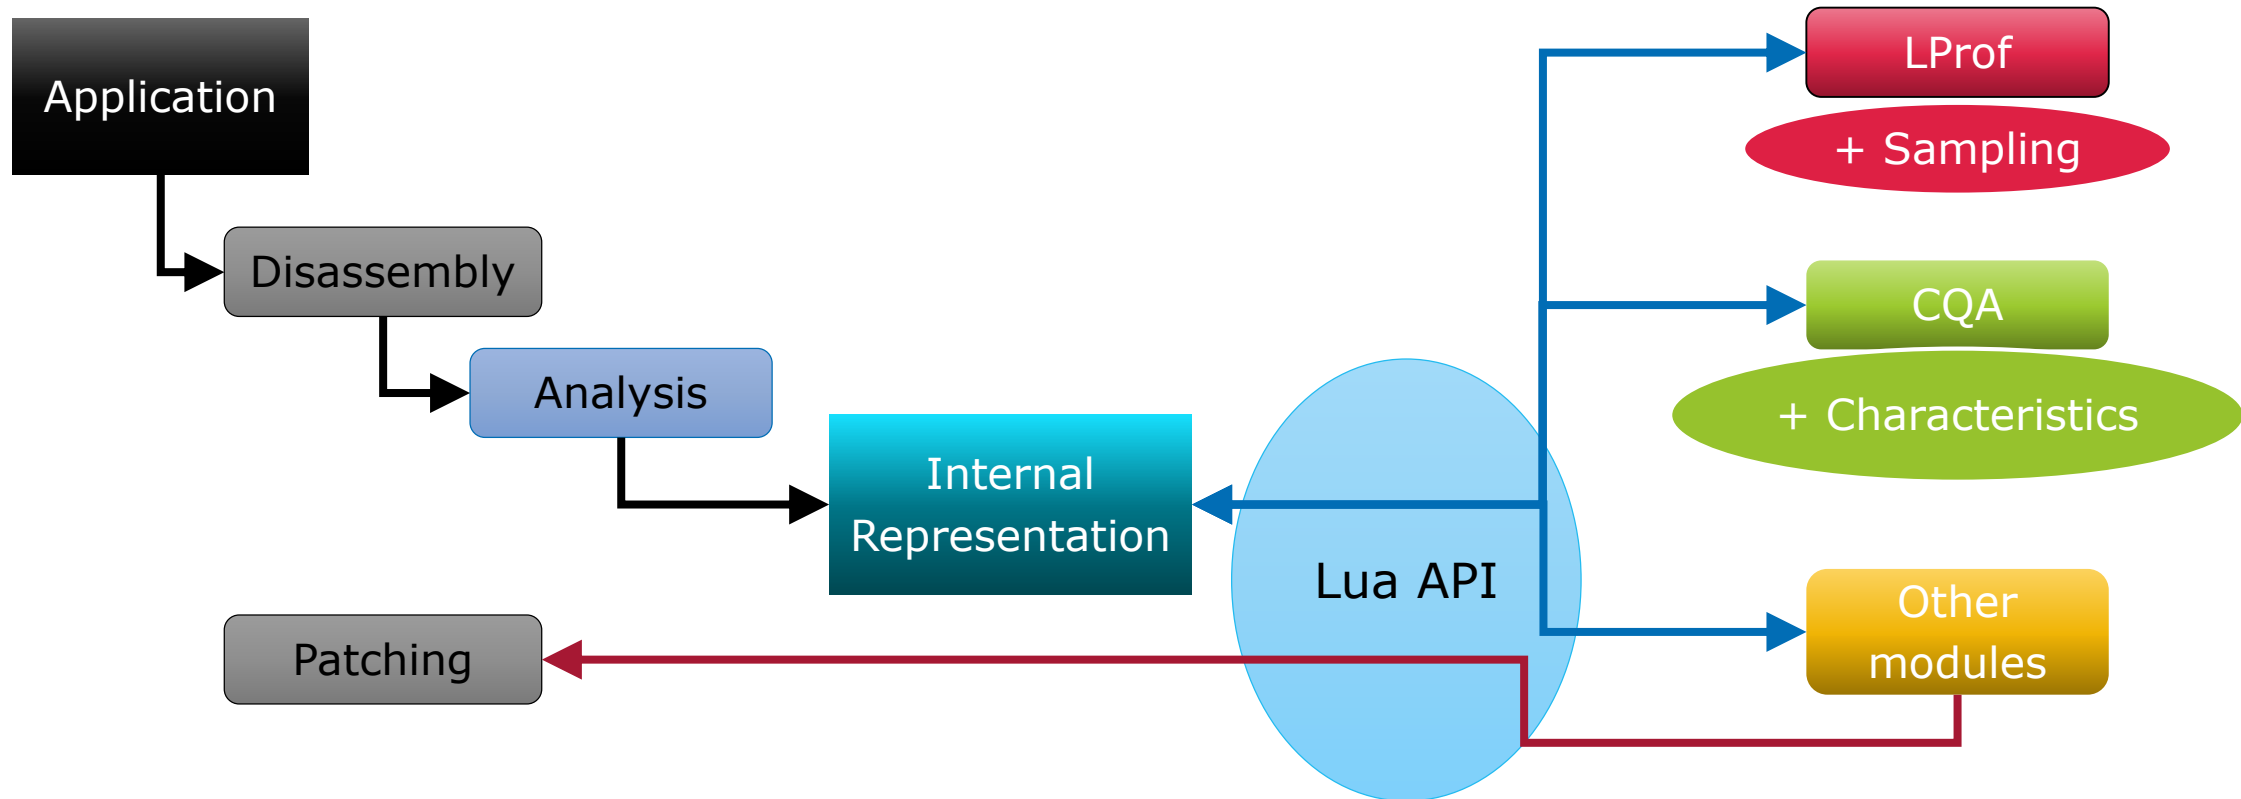 Application
LProf
+ Sampling
Disassembly
CQA
Analysis
+ Characteristics
Internal
Representation
Lua API
Other
modules
Patching